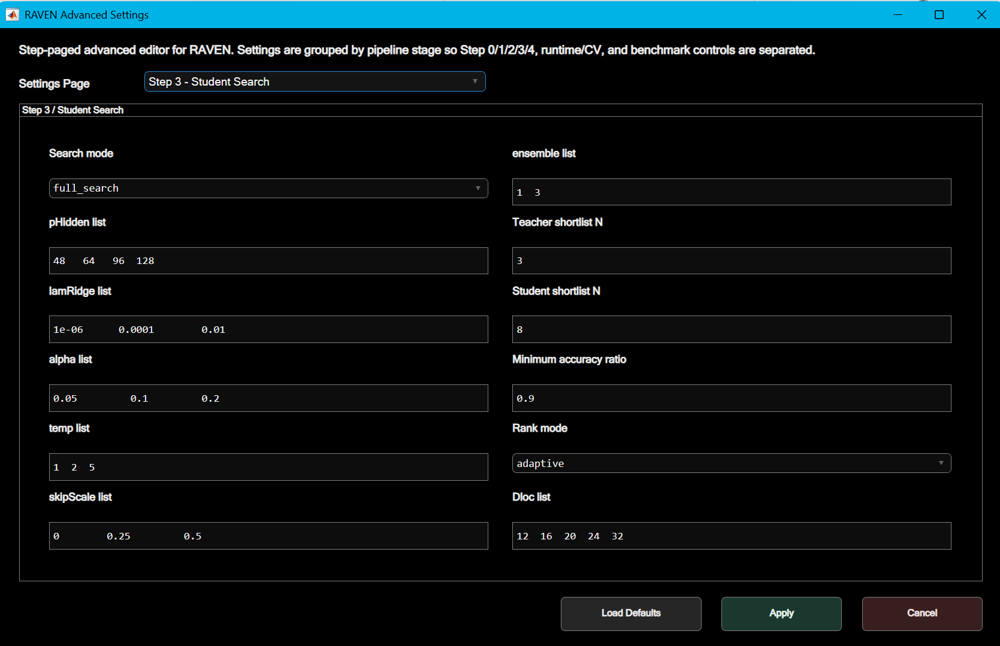 RAVEN Advanced Settings
Step-paged advanced editor for RAVEN. Settings are grouped by pipeline stage so Step 0/1/2/3/4, runtime/CV, and benchmark controls are separated.
Settings Page
Step 3 - Student Search
Step 3 / Student Search
Search mode
full_search
pHidden list
48 64 96 128
lamRidge list
1e-06 0.0001 0.01
alpha list
0.05 0.1 0.2
temp list
1 2 5
skipScale list
0 0.25 0.5
ensemble list
1 3
Teacher shortlist N
3
Student shortlist N
8
Minimum accuracy ratio
0.9
Rank mode
adaptive
Dloc list
12 16 20 24 32
Load Defaults
Apply
Cancel